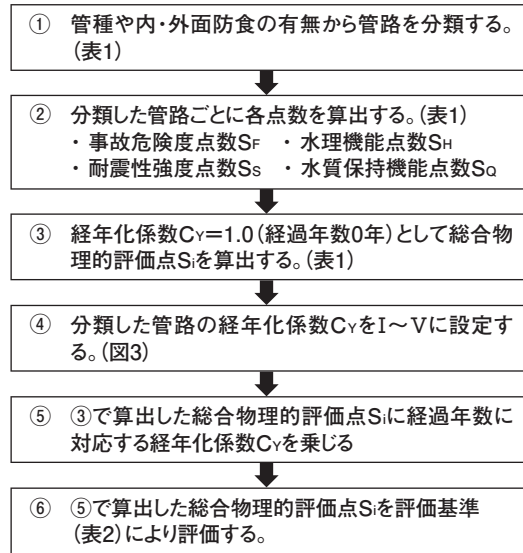 ① 管種や内・外面防食の有無から管路を分類する。
(表1)
② 分類した管路ごとに各点数を算出する。(表1)
・ 事故危険度点数SF ・ 水理機能点数SH
・ 耐震性強度点数SS ・ 水質保持機能点数SQ
③ 経年化係数CY=1.0(経過年数0年)として総合物
理的評価点Siを算出する。(表1)
④ 分類した管路の経年化係数CYをI~Vに設定す
る。(図3)
⑤ ③で算出した総合物理的評価点Siに経過年数に
対応する経年化係数CYを乗じる
⑥ ⑤で算出した総合物理的評価点Siを評価基準
(表2)により評価する。